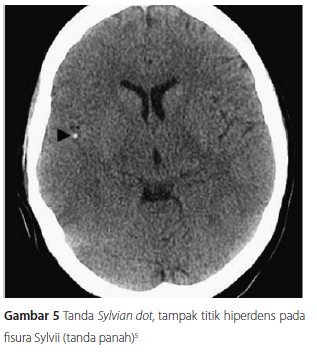 Gambar 5 Tanda Sylvian dot, tampak titik hiperdens pada
fisura Sylvii (tanda panah)⁵